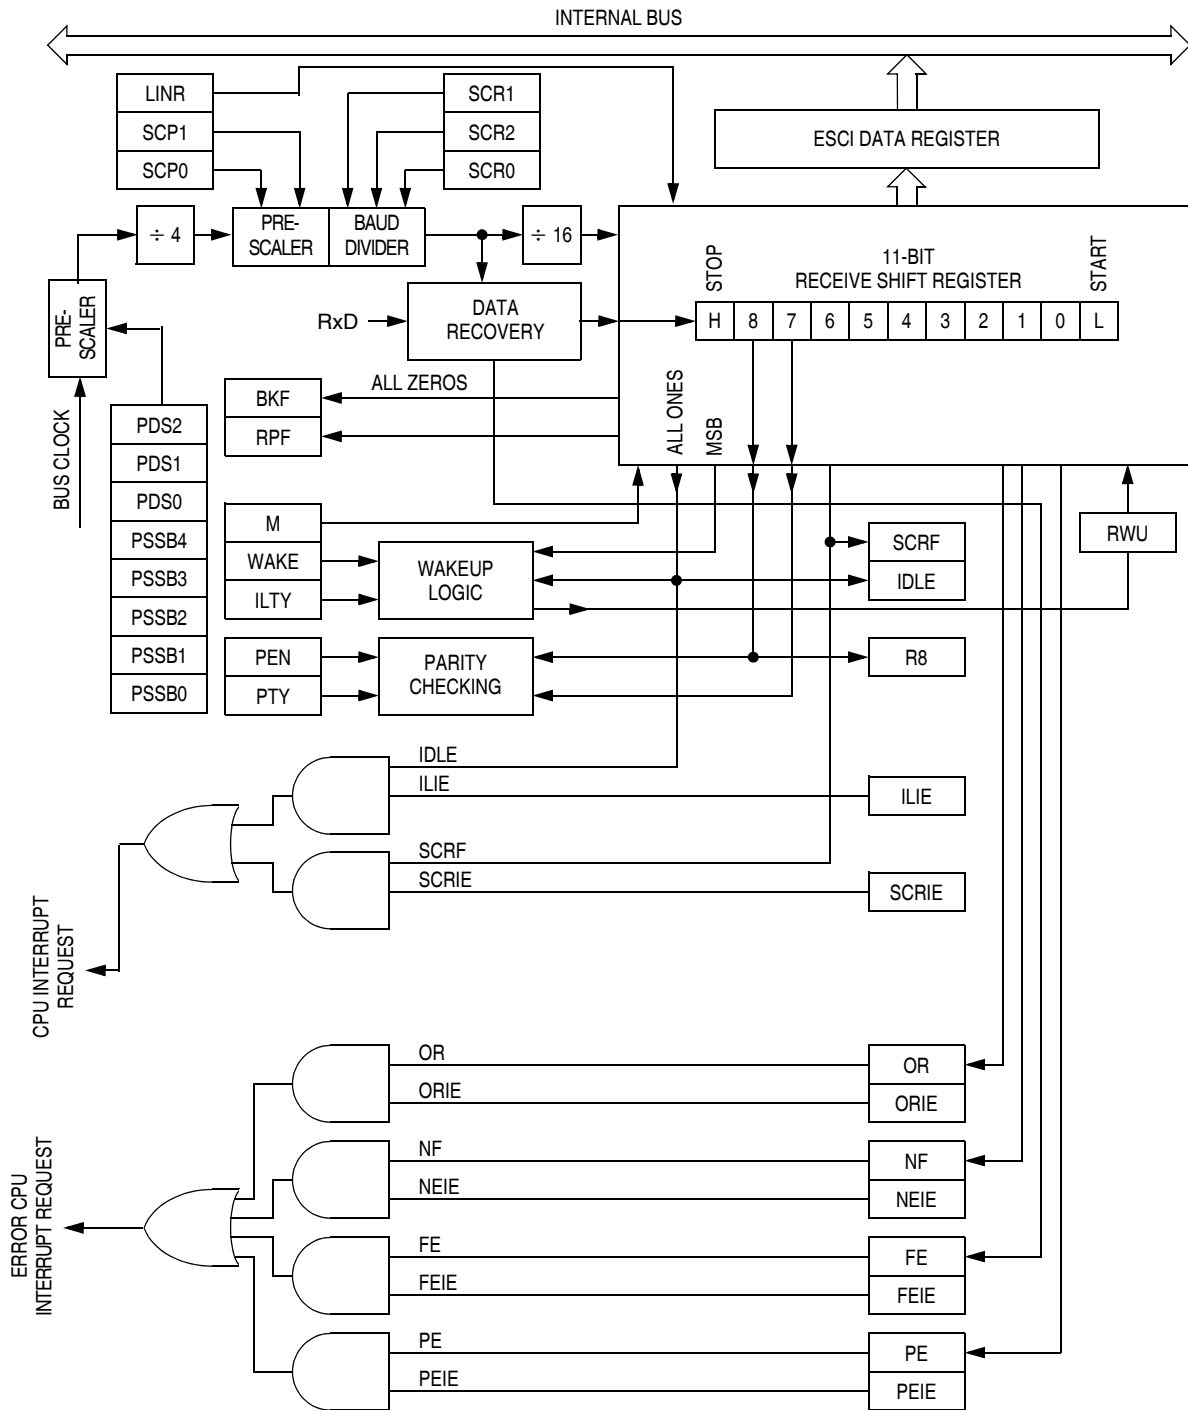 INTERNAL BUS
LINR
SCP1
SCP0
SCR1
SCR2
SCR0
ESCI DATA REGISTER
÷ 4
PRE-
SCALER
BAUD
DIVIDER
÷ 16
STOP
11-BIT
RECEIVE SHIFT REGISTER
START
H
8
7
6
5
4
3
2
1
0
L
PRE-
SCALER
RxD
DATA
RECOVERY
ALL ZEROS
BKF
RPF
ALL ONES
MSB
BUS CLOCK
PDS2
PDS1
PDS0
PSSB4
PSSB3
PSSB2
PSSB1
PSSB0
M
WAKE
ILTY
WAKEUP
LOGIC
SCRF
IDLE
RWU
PEN
PTY
PARITY
CHECKING
R8
IDLE
ILIE
ILIE
SCRF
SCRIE
SCRIE
CPU INTERRUPT
REQUEST
OR
ORIE
OR
ORIE
NF
NEIE
NF
NEIE
ERROR CPU
INTERRUPT REQUEST
FE
FEIE
FE
FEIE
PE
PEIE
PE
PEIE